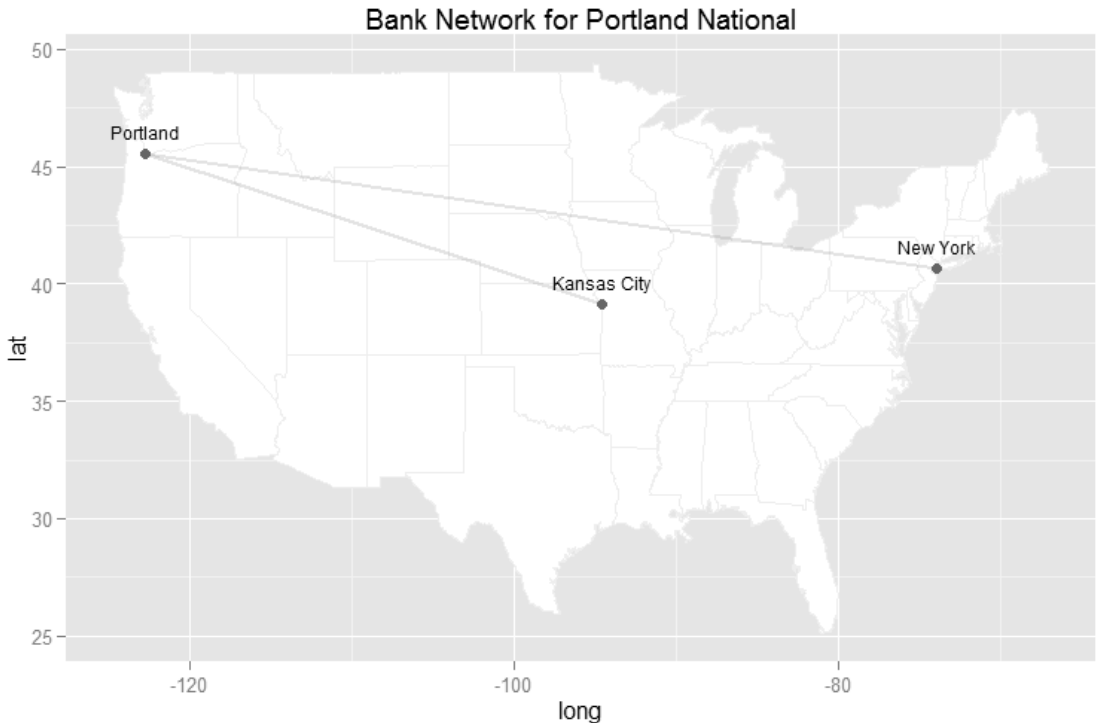 Bank Network for Portland National
50
45
40
35
30
25
lat
Portland
New York
Kansas City
-120
-100
-80
long